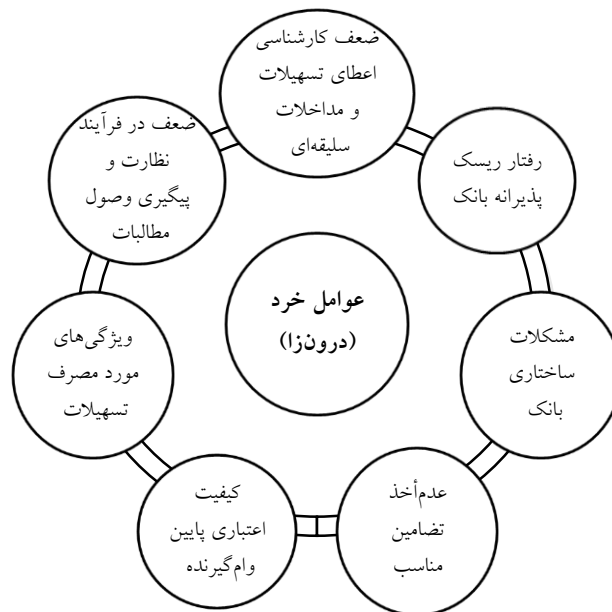 ضعف کارشناسی
اعطای تسهیلات
و مداخلات
سلیقه‌ای
رفتار ریسک
پذیرانه بانک
مشکلات
ساختاری
بانک
عدم‌أخذ
تضامین
مناسب
کیفیت
اعتباری پایین
وام‌گیرنده
ویژگی‌های
مورد مصرف
تسهیلات
ضعف در فرآیند
نظارت و
پیگیری وصول
مطالبات
عوامل خرد
(درون‌زا)